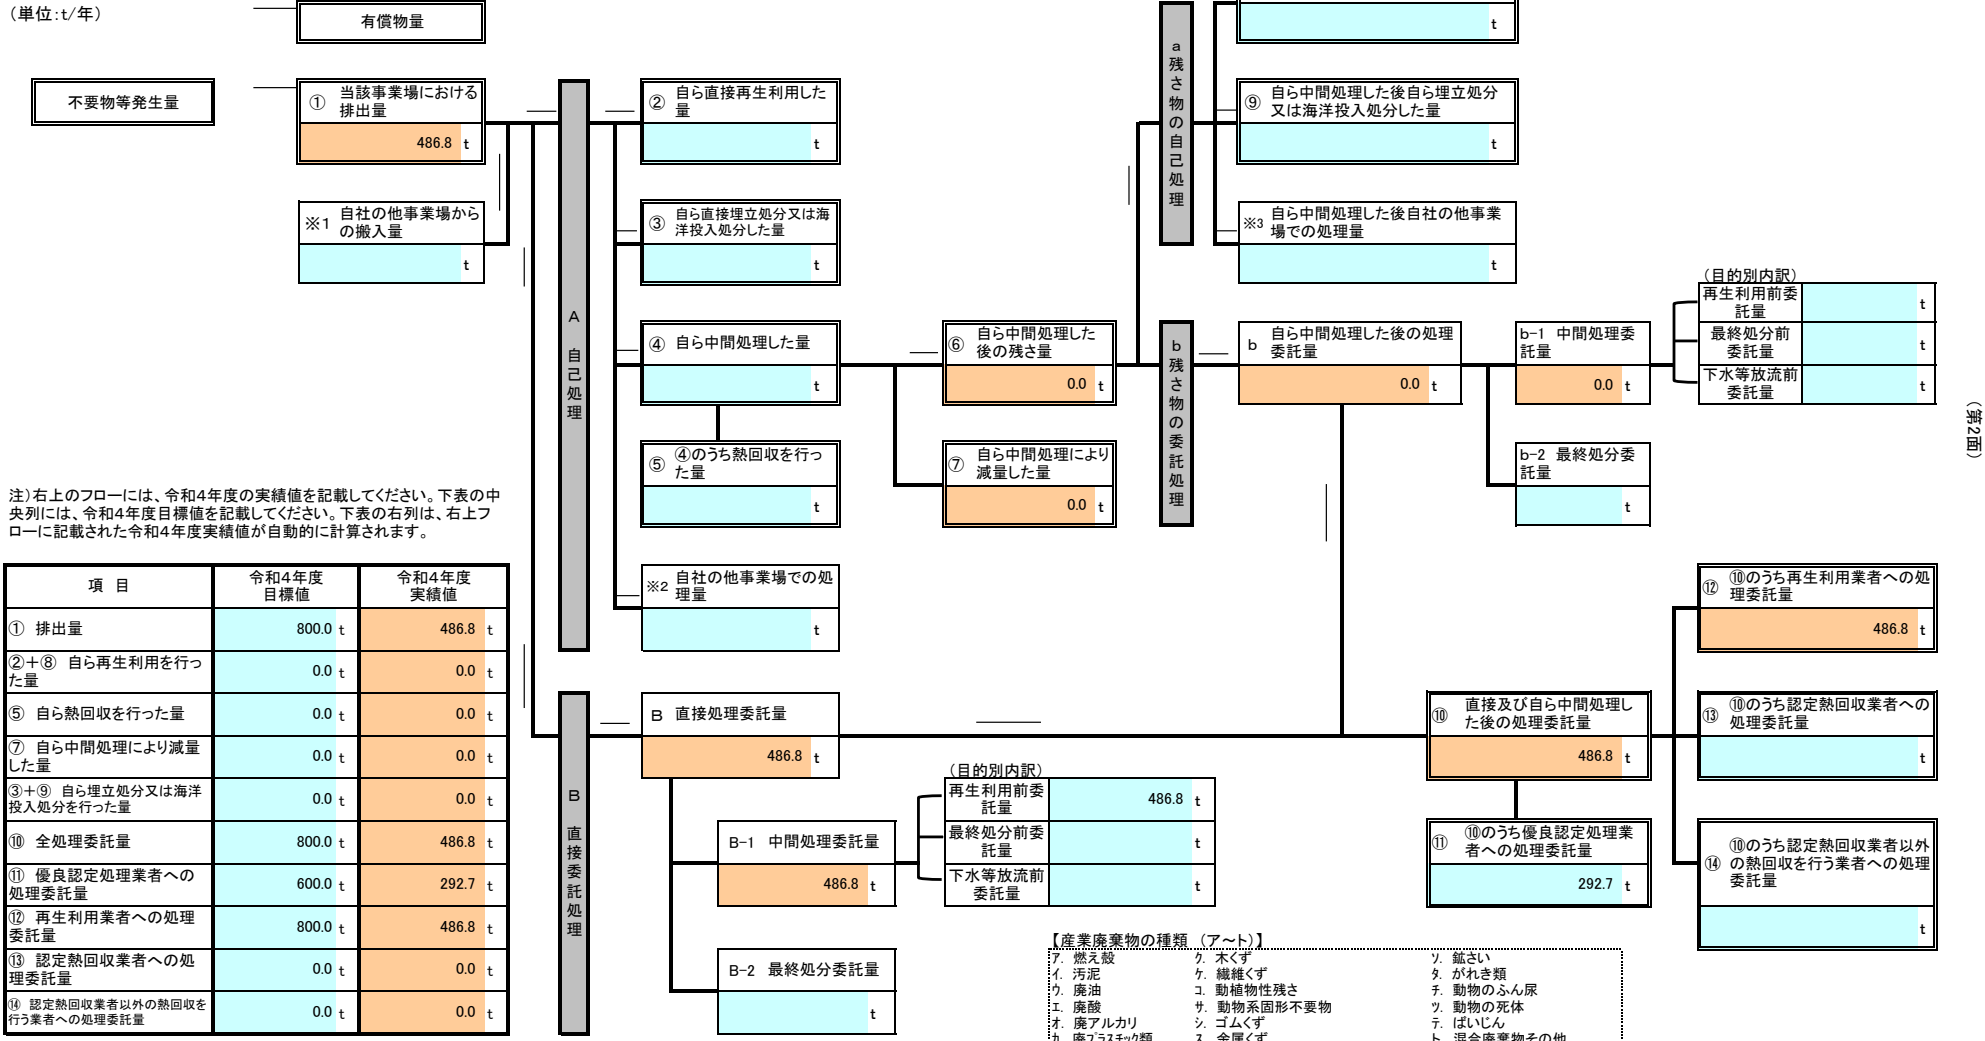 （単位:t/年）
有償物量
t
不要物等発生量
① 当該事業場における
排出量
486.8 t
※1 自社の他事業場から
の搬入量
t
A 自己処理
② 自ら直接再生利用した
量
t
③ 自ら直接埋立処分又は海
洋投入処分した量
t
④ 自ら中間処理した量
t
⑤ ④のうち熱回収を行っ
た量
t
※2 自社の他事業場での処
理量
t
⑥ 自ら中間処理した
後の残さ量
0.0 t
⑦ 自ら中間処理により
減量した量
0.0 t
a 残さ物の自己処理
⑨ 自ら中間処理した後自ら埋立処分
又は海洋投入処分した量
t
※3 自ら中間処理した後自社の他事業
場での処理量
t
b 残さ物の委託処理
b 自ら中間処理した後の処理
委託量
0.0 t
b-1 中間処理委
託量
0.0 t
b-2 最終処分委
託量
t
（目的別内訳）
再生利用前委
託量
t
最終処分前
委託量
t
下水等放流前
委託量
t
（第2面）
注）右上のフローには、令和4年度の実績値を記載してください。下表の中
央列には、令和4年度目標値を記載してください。下表の右列は、右上フ
ローに記載された令和4年度実績値が自動的に計算されます。
項 目 令和4年度
目標値 令和4年度
実績値
① 排出量 800.0 t 486.8 t
②＋⑧ 自ら再生利用を行っ
た量 0.0 t 0.0 t
⑤ 自ら熱回収を行った量 0.0 t 0.0 t
⑦ 自ら中間処理により減量
した量 0.0 t 0.0 t
③＋⑨ 自ら埋立処分又は海洋
投入処分を行った量 0.0 t 0.0 t
⑩ 全処理委託量 800.0 t 486.8 t
⑪ 優良認定処理業者への
処理委託量 600.0 t 292.7 t
⑫ 再生利用業者への処理
委託量 800.0 t 486.8 t
⑬ 認定熱回収業者への処
理委託量 0.0 t 0.0 t
⑭ 認定熱回収業者以外の熱回収を
行う業者への処理委託量 0.0 t 0.0 t
B 直接委託処理
B 直接処理委託量
486.8 t
B-1 中間処理委託量
486.8 t
B-2 最終処分委託量
t
（目的別内訳）
再生利用前委
託量
486.8 t
最終処分前委
託量
t
下水等放流前
委託量
t
⑩ 直接及び自ら中間処理し
た後の処理委託量
486.8 t
⑪ ⑩のうち優良認定処理業
者への処理委託量
292.7 t
⑫ ⑩のうち再生利用業者への処
理委託量
486.8 t
⑬ ⑩のうち認定熱回収業者への
処理委託量
t
⑭ ⑩のうち認定熱回収業者以外
の熱回収を行う業者への処理
委託量
t
【産業廃棄物の種類 （ア～ト）】
ア. 燃え殻 ク. 木くず ソ. 鉱さい
イ. 汚泥 ケ. 繊維くず タ. がれき類
ウ. 廃油 コ. 動植物性残さ チ. 動物のふん尿
エ. 廃酸 サ. 動物系固形不要物 ツ. 動物の死体
オ. 廃アルカリ シ. ゴムくず テ. ばいじん
カ. 廃プラスチック類 ス. 金属くず ト. 混合廃棄物その他